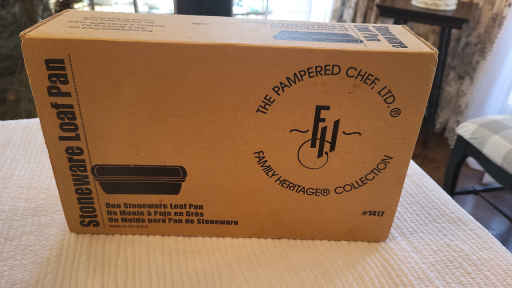 Stoneware Loaf Pan
THE PAMPERED CHEF, LTD.®
FH
FAMILY HERITAGE® COLLECTION
One Stoneware Loaf Pan
Un Moule à Pain en Grès
Un Molde para Pan de Stoneware
#1417